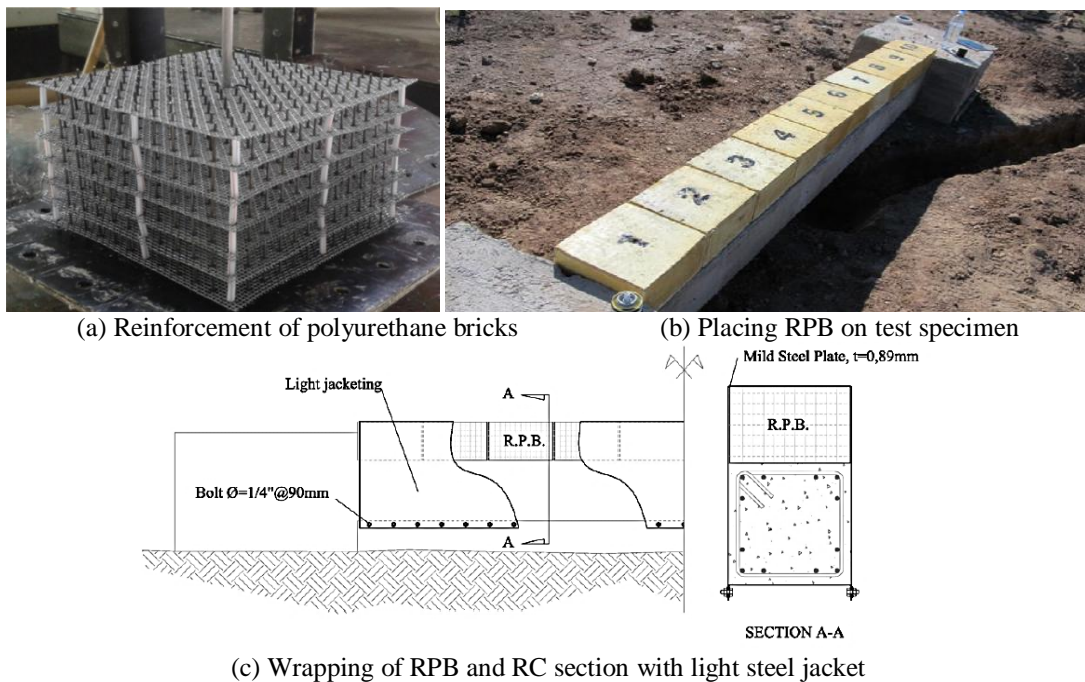 1
2
3
4
5
6
7
8
9
10
(a) Reinforcement of polyurethane bricks
(b) Placing RPB on test specimen
Mild Steel Plate, t=0,89mm
Light jacketing
A
R.P.B.
R.P.B.
Bolt Ø=1/4"@90mm
A
SECTION A-A
(c) Wrapping of RPB and RC section with light steel jacket